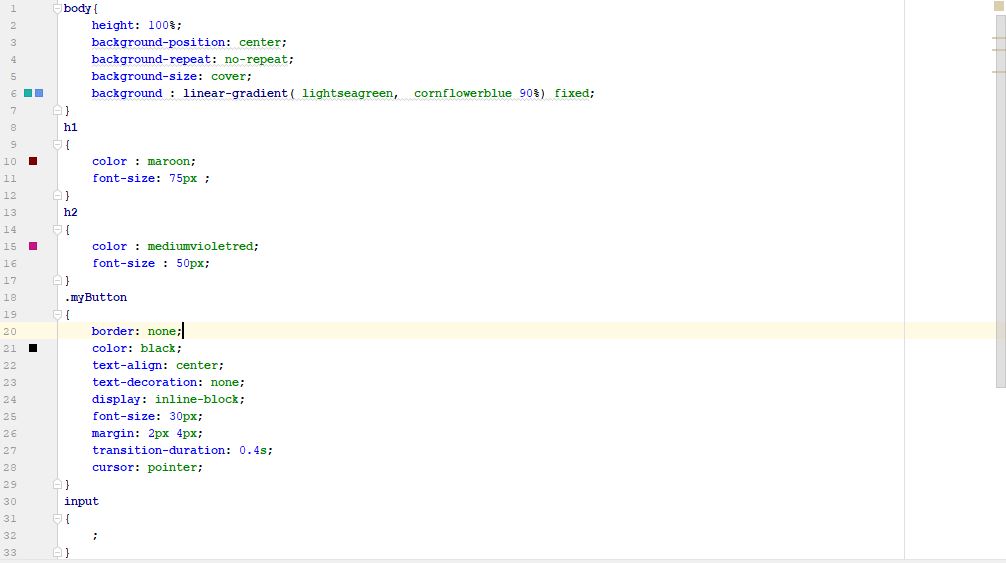 1 body{
2 height: 100%;
3 background-position: center;
4 background-repeat: no-repeat;
5 background-size: cover;
6 background : linear-gradient( lightseagreen,  cornflowerblue 90%) fixed;
7 }
8 h1
9 {
10 color : maroon;
11 font-size: 75px ;
12 }
13 h2
14 {
15 color : mediumvioletred;
16 font-size : 50px;
17 }
18 .myButton
19 {
20 border: none;
21 color: black;
22 text-align: center;
23 text-decoration: none;
24 display: inline-block;
25 font-size: 30px;
26 margin: 2px 4px;
27 transition-duration: 0.4s;
28 cursor: pointer;
29 }
30 input
31 {
32 ;
33 }